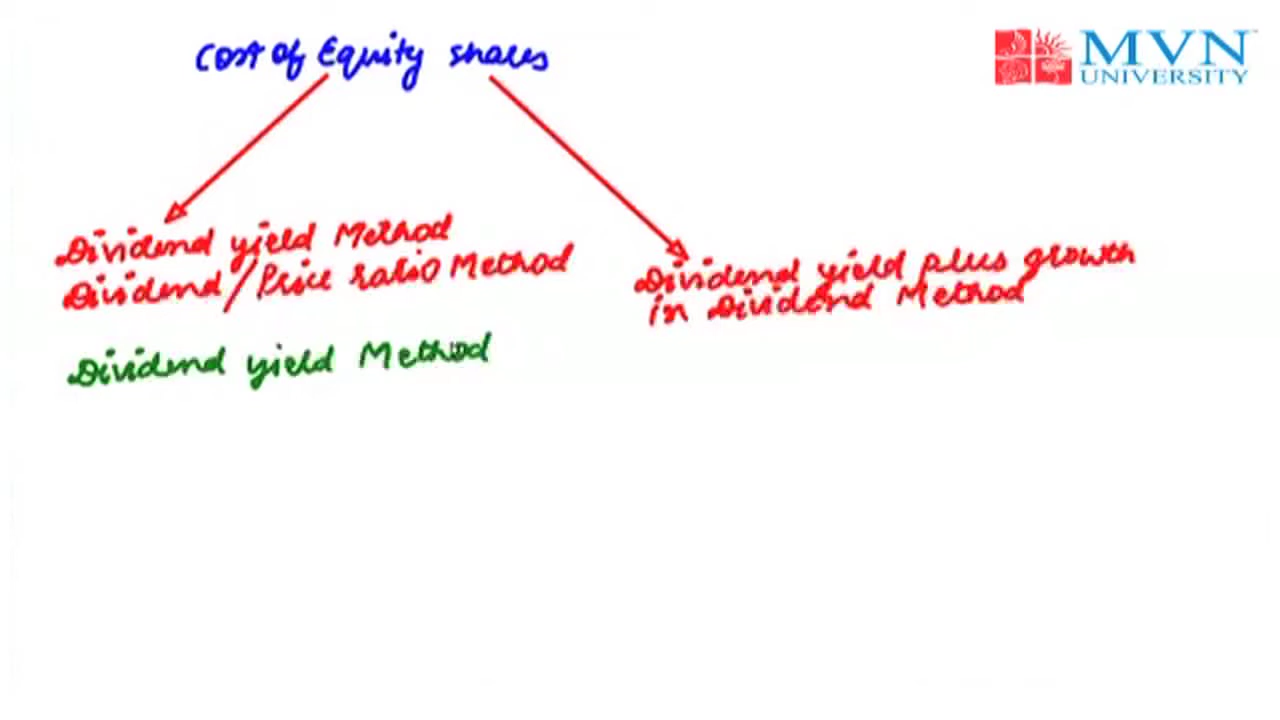 Cost of Equity shares
MVN
UNIVERSITY
Dividend yield Method
Dividend/Price ratio Method
Dividend yield plus growth
in Dividend Method
Dividend yield Method